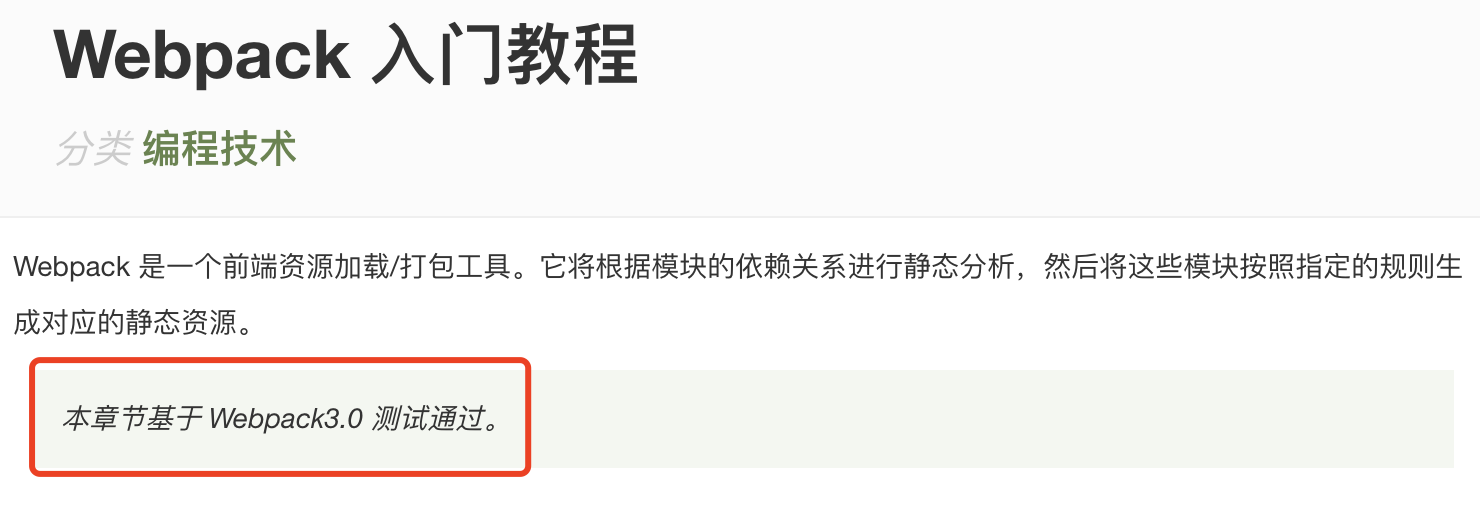 Webpack 入门教程
分类 编程技术
Webpack 是一个前端资源加载/打包工具。它将根据模块的依赖关系进行静态分析，然后将这些模块按照指定的规则生
成对应的静态资源。
本章节基于 Webpack3.0 测试通过。